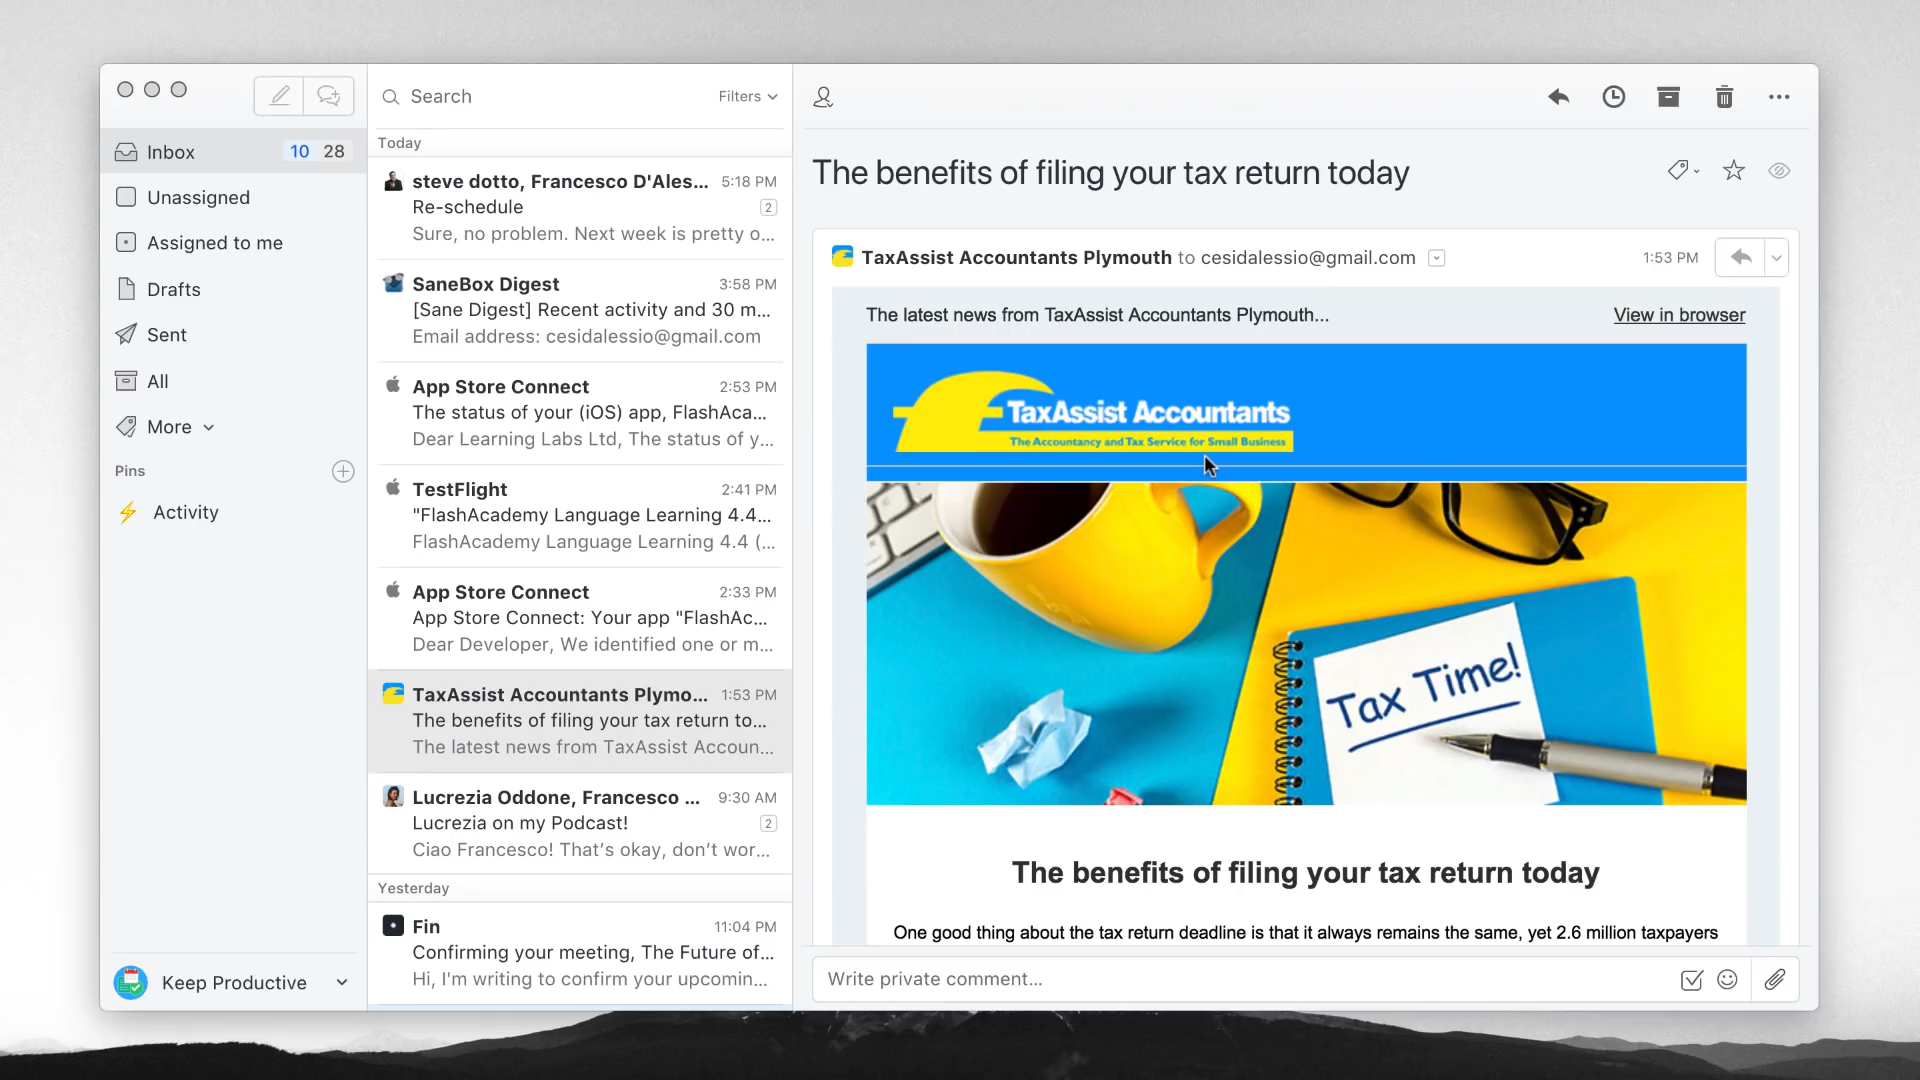 Inbox
10 28
Unassigned
Assigned to me
Drafts
Sent
All
More
Pins
Activity
Keep Productive
Search
Filters
Today
steve dotto, Francesco D'Ales... 5:18 PM
Re-schedule 2
Sure, no problem. Next week is pretty o...
SaneBox Digest 3:58 PM
[Sane Digest] Recent activity and 30 m...
Email address: cesidalessio@gmail.com
App Store Connect 2:53 PM
The status of your (iOS) app, FlashAca...
Dear Learning Labs Ltd, The status of y...
TestFlight 2:41 PM
"FlashAcademy Language Learning 4.4...
FlashAcademy Language Learning 4.4 (...
App Store Connect 2:33 PM
App Store Connect: Your app "FlashAc...
Dear Developer, We identified one or m...
TaxAssist Accountants Plymo... 1:53 PM
The benefits of filing your tax return to...
The latest news from TaxAssist Accoun...
Lucrezia Oddone, Francesco ... 9:30 AM
Lucrezia on my Podcast! 2
Ciao Francesco! That's okay, don't wor...
Yesterday
Fin 11:04 PM
Confirming your meeting, The Future of...
Hi, I'm writing to confirm your upcomin...
The benefits of filing your tax return today
TaxAssist Accountants Plymouth to cesidalessio@gmail.com 1:53 PM
The latest news from TaxAssist Accountants Plymouth... View in browser
TaxAssist Accountants
The Accountancy and Tax Service for Small Business
Tax Time!
The benefits of filing your tax return today
One good thing about the tax return deadline is that it always remains the same, yet 2.6 million taxpayers
Write private comment...